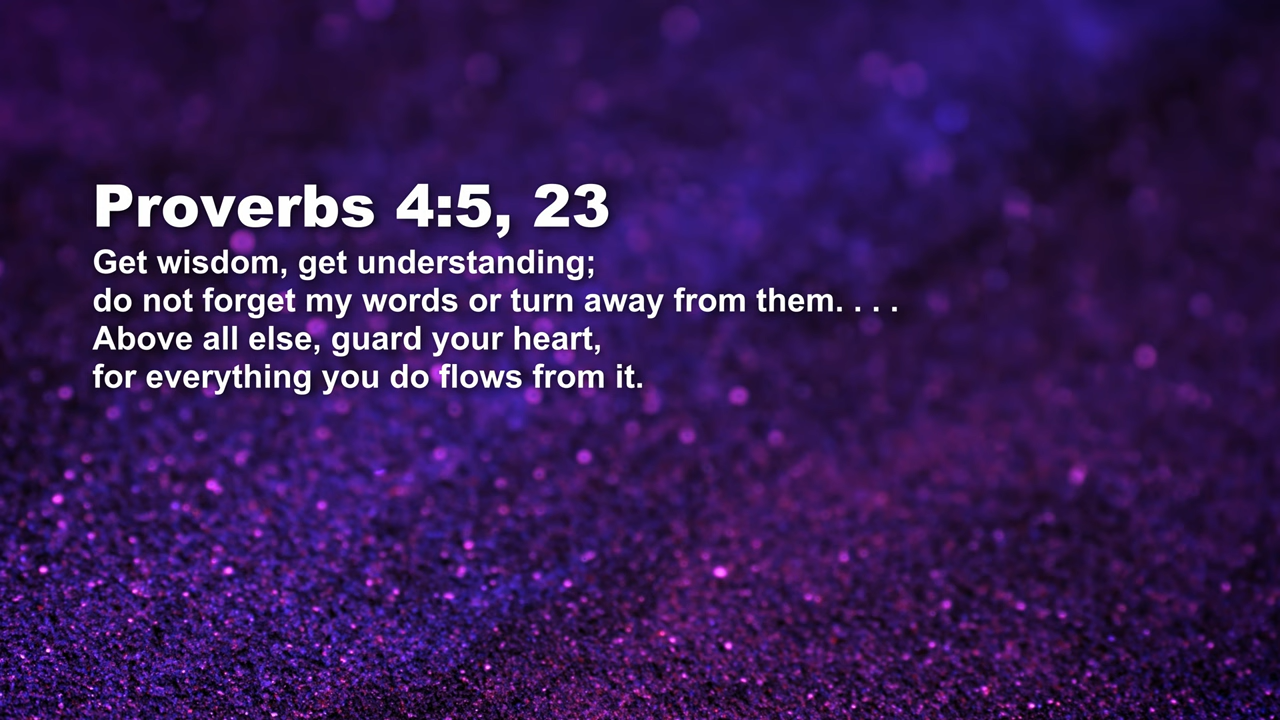 Proverbs 4:5, 23
Get wisdom, get understanding;
do not forget my words or turn away from them. . . .
Above all else, guard your heart,
for everything you do flows from it.